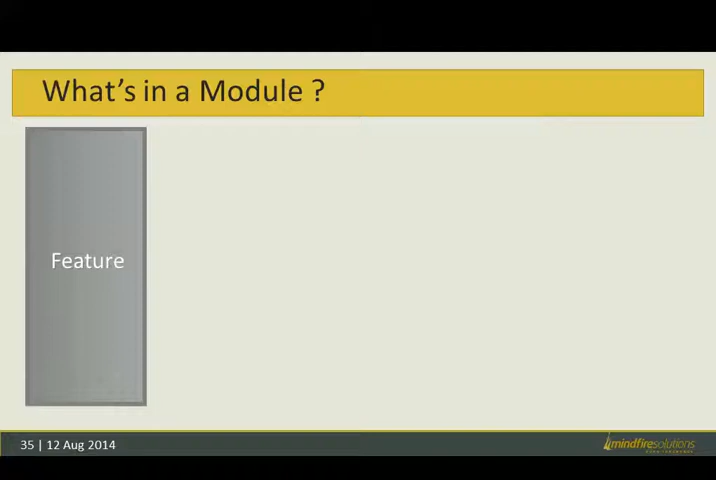 What's in a Module ?
Feature
35 | 12 Aug 2014
mindfiresolutions